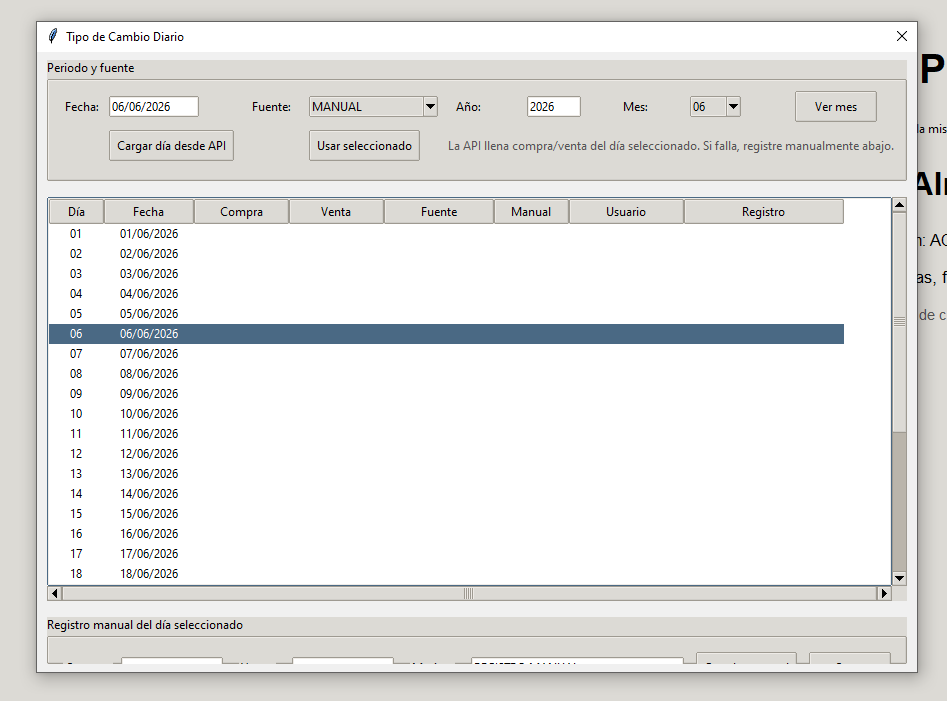 Tipo de Cambio Diario
Periodo y fuente
Fecha: 06/06/2026 Fuente: MANUAL Año: 2026 Mes: 06 Ver mes
Cargar día desde API Usar seleccionado La API llena compra/venta del día seleccionado. Si falla, registre manualmente abajo.
Día Fecha Compra Venta Fuente Manual Usuario Registro
01 01/06/2026
02 02/06/2026
03 03/06/2026
04 04/06/2026
05 05/06/2026
06 06/06/2026
07 07/06/2026
08 08/06/2026
09 09/06/2026
10 10/06/2026
11 11/06/2026
12 12/06/2026
13 13/06/2026
14 14/06/2026
15 15/06/2026
16 16/06/2026
17 17/06/2026
18 18/06/2026
Registro manual del día seleccionado
P
la mis
Al
n: AC
as, f
de c